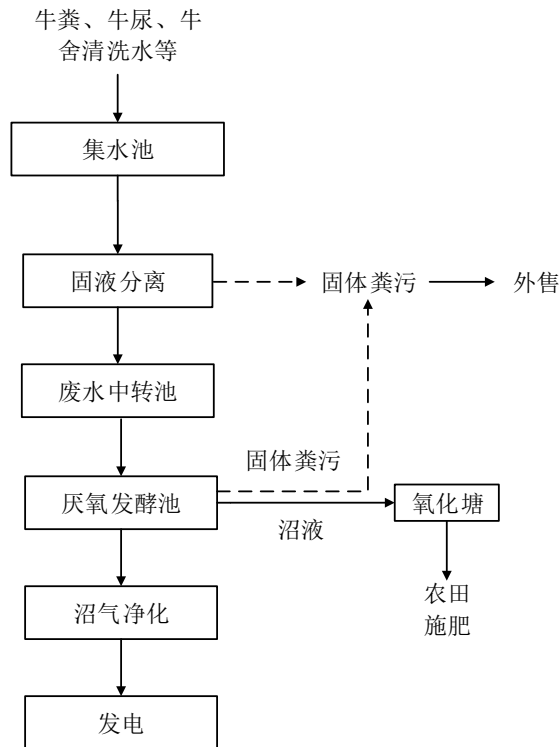 牛粪、牛尿、牛
舍清洗水等
集水池
固液分离
固体粪污
外售
废水中转池
固体粪污
厌氧发酵池
沼液
氧化塘
农田
施肥
沼气净化
发电